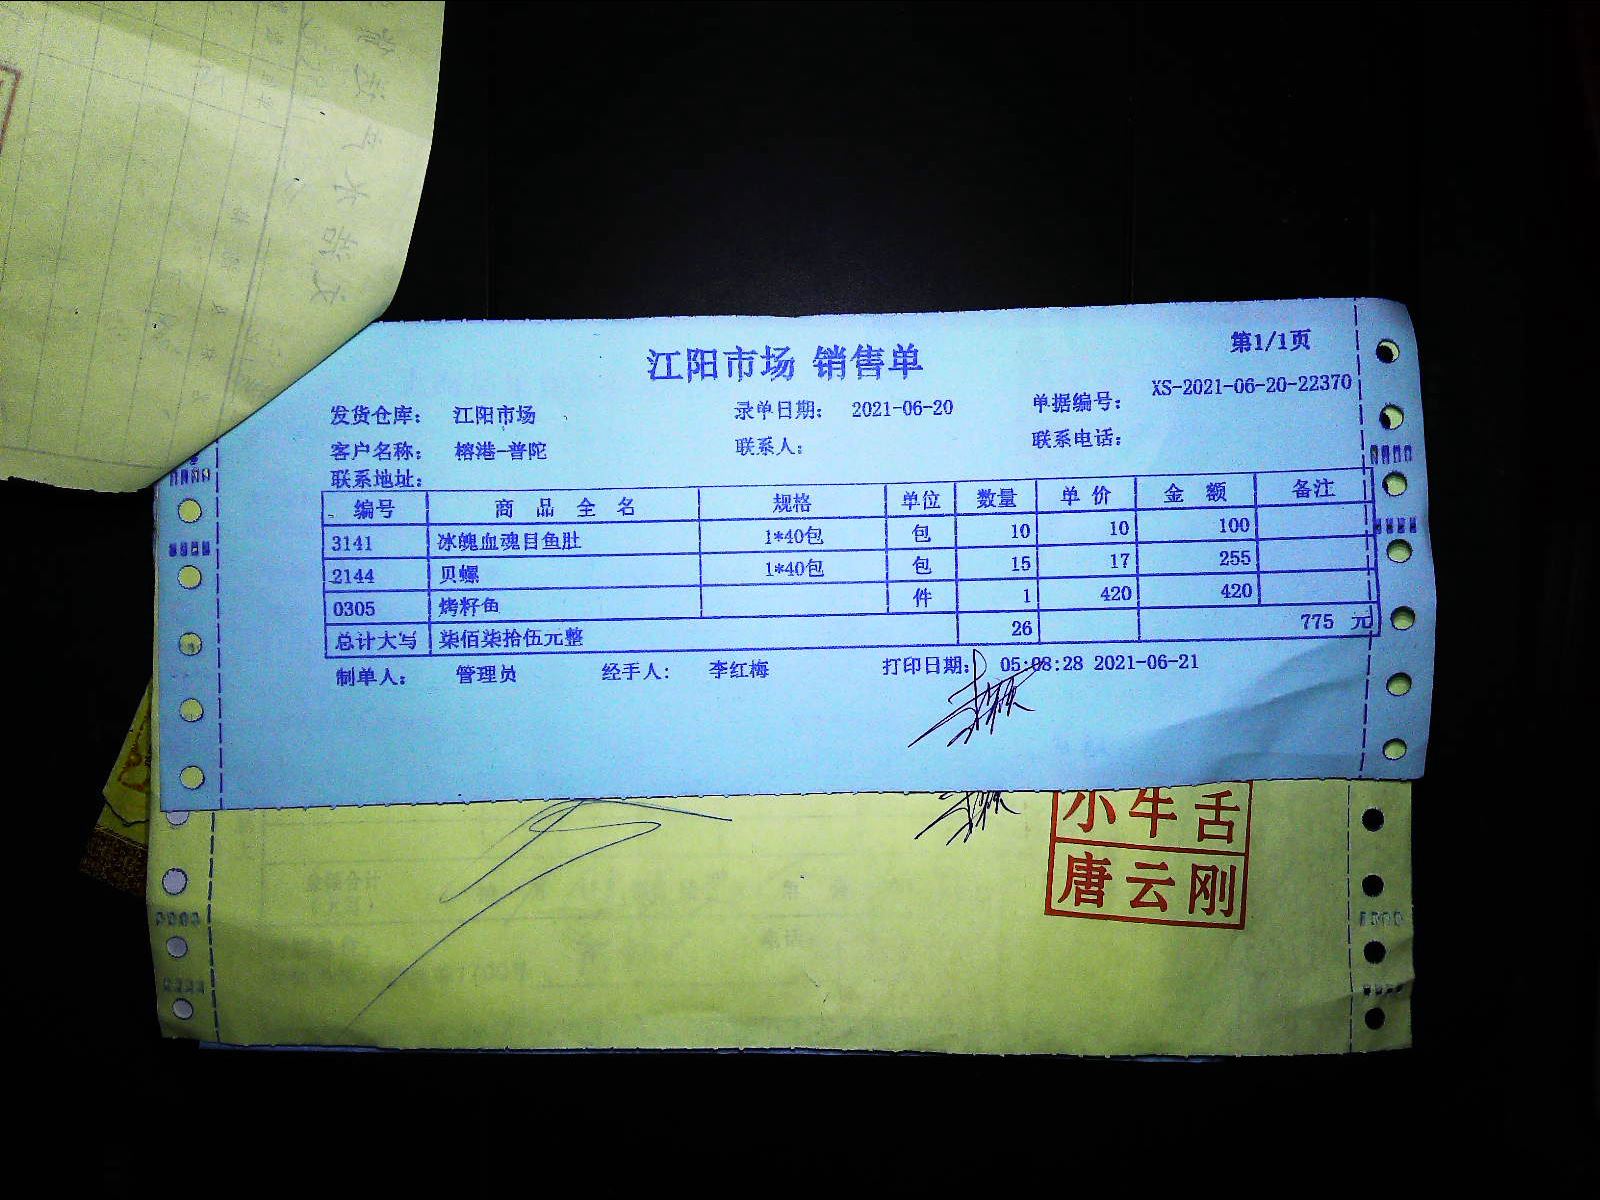 江阳市场 销售单
第1/1页
发货仓库: 江阳市场 录单日期: 2021-06-20 单据编号: XS-2021-06-20-22370
客户名称: 榕港-普陀 联系人: 联系电话:
联系地址:
编号 商品全名 规格 单位 数量 单价 金额 备注
3141 冰魄血魂目鱼肚 1*40包 包 10 10 100
2144 贝螺 1*40包 包 15 17 255
0305 烤籽鱼 件 1 420 420
总计大写 柒佰柒拾伍元整 26 775 元
制单人: 管理员 经手人: 李红梅 打印日期: 05:08:28 2021-06-21
小牛舌
唐云刚